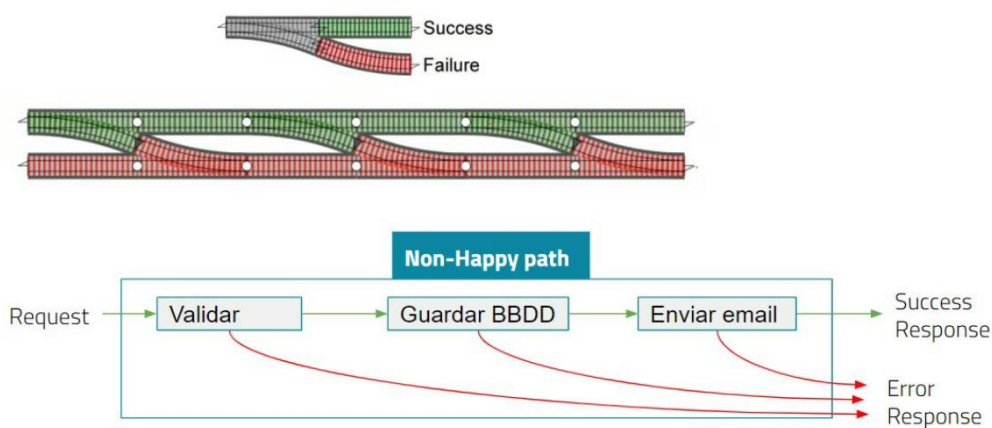 Success
Failure
Non-Happy path
Request
Validar
Guardar BBDD
Enviar email
Success
Response
Error
Response